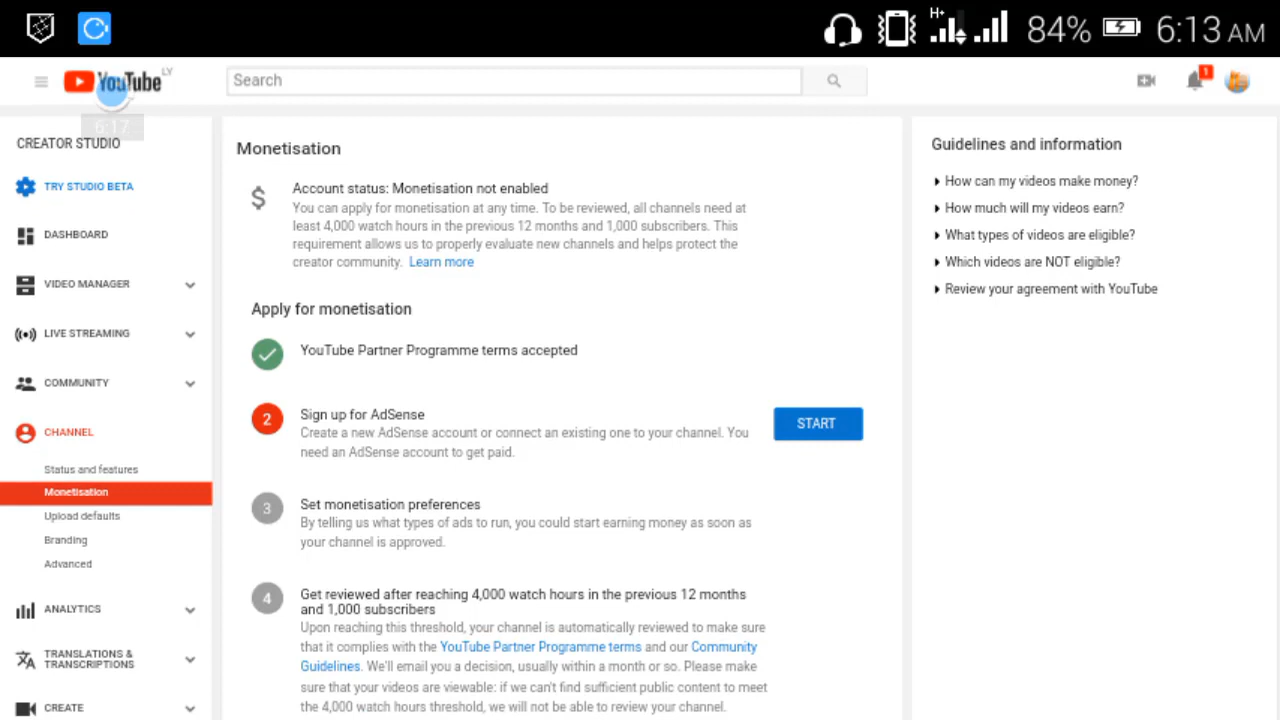 H+
84%
6:13 AM
YouTube LY
Search
1
6:17
CREATOR STUDIO
TRY STUDIO BETA
DASHBOARD
VIDEO MANAGER
LIVE STREAMING
COMMUNITY
CHANNEL
Status and features
Monetisation
Upload defaults
Branding
Advanced
ANALYTICS
TRANSLATIONS &
TRANSCRIPTIONS
CREATE
Monetisation
$
Account status: Monetisation not enabled
You can apply for monetisation at any time. To be reviewed, all channels need at
least 4,000 watch hours in the previous 12 months and 1,000 subscribers. This
requirement allows us to properly evaluate new channels and helps protect the
creator community. Learn more
Apply for monetisation
YouTube Partner Programme terms accepted
2
Sign up for AdSense
Create a new AdSense account or connect an existing one to your channel. You
need an AdSense account to get paid.
START
3
Set monetisation preferences
By telling us what types of ads to run, you could start earning money as soon as
your channel is approved.
4
Get reviewed after reaching 4,000 watch hours in the previous 12 months
and 1,000 subscribers
Upon reaching this threshold, your channel is automatically reviewed to make sure
that it complies with the YouTube Partner Programme terms and our Community
Guidelines. We'll email you a decision, usually within a month or so. Please make
sure that your videos are viewable: if we can't find sufficient public content to meet
the 4,000 watch hours threshold, we will not be able to review your channel.
Guidelines and information
How can my videos make money?
How much will my videos earn?
What types of videos are eligible?
Which videos are NOT eligible?
Review your agreement with YouTube